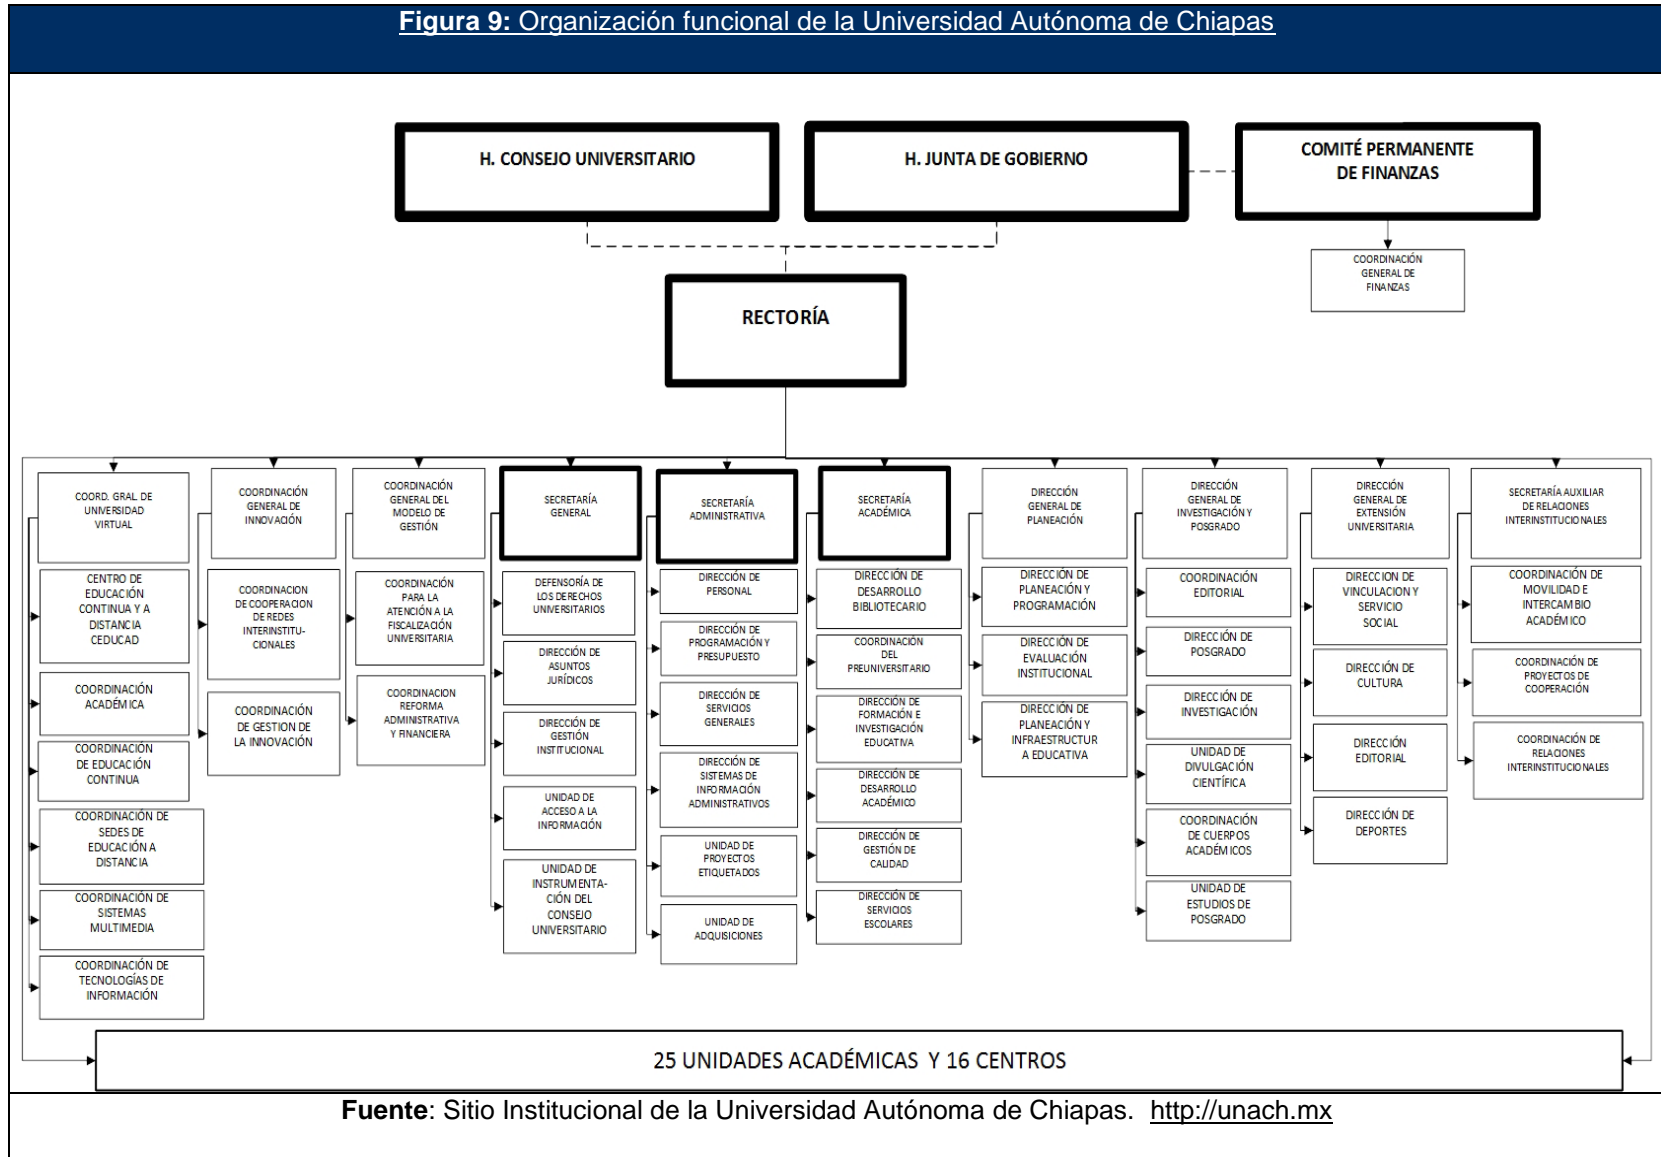 Figura 9: Organización funcional de la Universidad Autónoma de Chiapas
H. CONSEJO UNIVERSITARIO
H. JUNTA DE GOBIERNO
COMITÉ PERMANENTE
DE FINANZAS
COORDINACIÓN
GENERAL DE
FINANZAS
RECTORÍA
COORD. GRAL. DE
UNIVERSIDAD
VIRTUAL
CENTRO DE
EDUCACIÓN
CONTINUA Y A
DISTANCIA
CEDUCAD
COORDINACIÓN
ACADÉMICA
COORDINACIÓN
DE EDUCACIÓN
CONTINUA
COORDINACIÓN DE
SEDES DE
EDUCACIÓN A
DISTANCIA
COORDINACIÓN DE
SISTEMAS
MULTIMEDIA
COORDINACIÓN DE
TECNOLOGÍAS DE
INFORMACIÓN
COORDINACIÓN
GENERAL DE
INNOVACIÓN
COORDINACION
DE COOPERACION
DE REDES
INTERINSTITU-
CIONALES
COORDINACIÓN
DE GESTION DE
LA INNOVACIÓN
COORDINACIÓN
GENERAL DEL
MODELO DE
GESTIÓN
COORDINACIÓN
PARA LA
ATENCIÓN A LA
FISCALIZACIÓN
UNIVERSITARIA
COORDINACION
REFORMA
ADMINISTRATIVA
Y FINANCIERA
SECRETARÍA
GENERAL
DEFENSORÍA DE
LOS DERECHOS
UNIVERSITARIOS
DIRECCIÓN DE
ASUNTOS
JURÍDICOS
DIRECCIÓN DE
GESTIÓN
INSTITUCIONAL
UNIDAD DE
ACCESO A LA
INFORMACIÓN
UNIDAD DE
INSTRUMENTA-
CIÓN DEL
CONSEJO
UNIVERSITARIO
SECRETARÍA
ADMINISTRATIVA
DIRECCIÓN DE
PERSONAL
DIRECCIÓN DE
PROGRAMACIÓN Y
PRESUPUESTO
DIRECCIÓN DE
SERVICIOS
GENERALES
DIRECCIÓN DE
SISTEMAS DE
INFORMACIÓN
ADMINISTRATIVOS
UNIDAD DE
PROYECTOS
ETIQUETADOS
UNIDAD DE
ADQUISICIONES
SECRETARÍA
ACADÉMICA
DIRECCIÓN DE
DESARROLLO
BIBLIOTECARIO
COORDINACIÓN
DEL
PREUNIVERSITARIO
DIRECCIÓN DE
FORMACIÓN E
INVESTIGACIÓN
EDUCATIVA
DIRECCIÓN DE
DESARROLLO
ACADÉMICO
DIRECCIÓN DE
GESTIÓN DE
CALIDAD
DIRECCIÓN DE
SERVICIOS
ESCOLARES
DIRECCIÓN
GENERAL DE
PLANEACIÓN
DIRECCIÓN DE
PLANEACIÓN Y
PROGRAMACIÓN
DIRECCIÓN DE
EVALUACIÓN
INSTITUCIONAL
DIRECCIÓN DE
PLANEACIÓN Y
INFRAESTRUCTUR
A EDUCATIVA
DIRECCIÓN
GENERAL DE
INVESTIGACIÓN Y
POSGRADO
COORDINACIÓN
EDITORIAL
DIRECCIÓN DE
POSGRADO
DIRECCIÓN DE
INVESTIGACIÓN
UNIDAD DE
DIVULGACIÓN
CIENTÍFICA
COORDINACIÓN
DE CUERPOS
ACADÉMICOS
UNIDAD DE
ESTUDIOS DE
POSGRADO
DIRECCIÓN
GENERAL DE
EXTENSIÓN
UNIVERSITARIA
DIRECCION DE
VINCULACION Y
SERVICIO
SOCIAL
DIRECCIÓN DE
CULTURA
DIRECCIÓN
EDITORIAL
DIRECCIÓN DE
DEPORTES
SECRETARÍA AUXILIAR
DE RELACIONES
INTERINSTITUCIONALES
COORDINACIÓN DE
MOVILIDAD E
INTERCAMBIO
ACADÉMICO
COORDINACIÓN DE
PROYECTOS DE
COOPERACIÓN
COORDINACIÓN DE
RELACIONES
INTERINSTITUCIONALES
25 UNIDADES ACADÉMICAS Y 16 CENTROS
Fuente: Sitio Institucional de la Universidad Autónoma de Chiapas. http://unach.mx